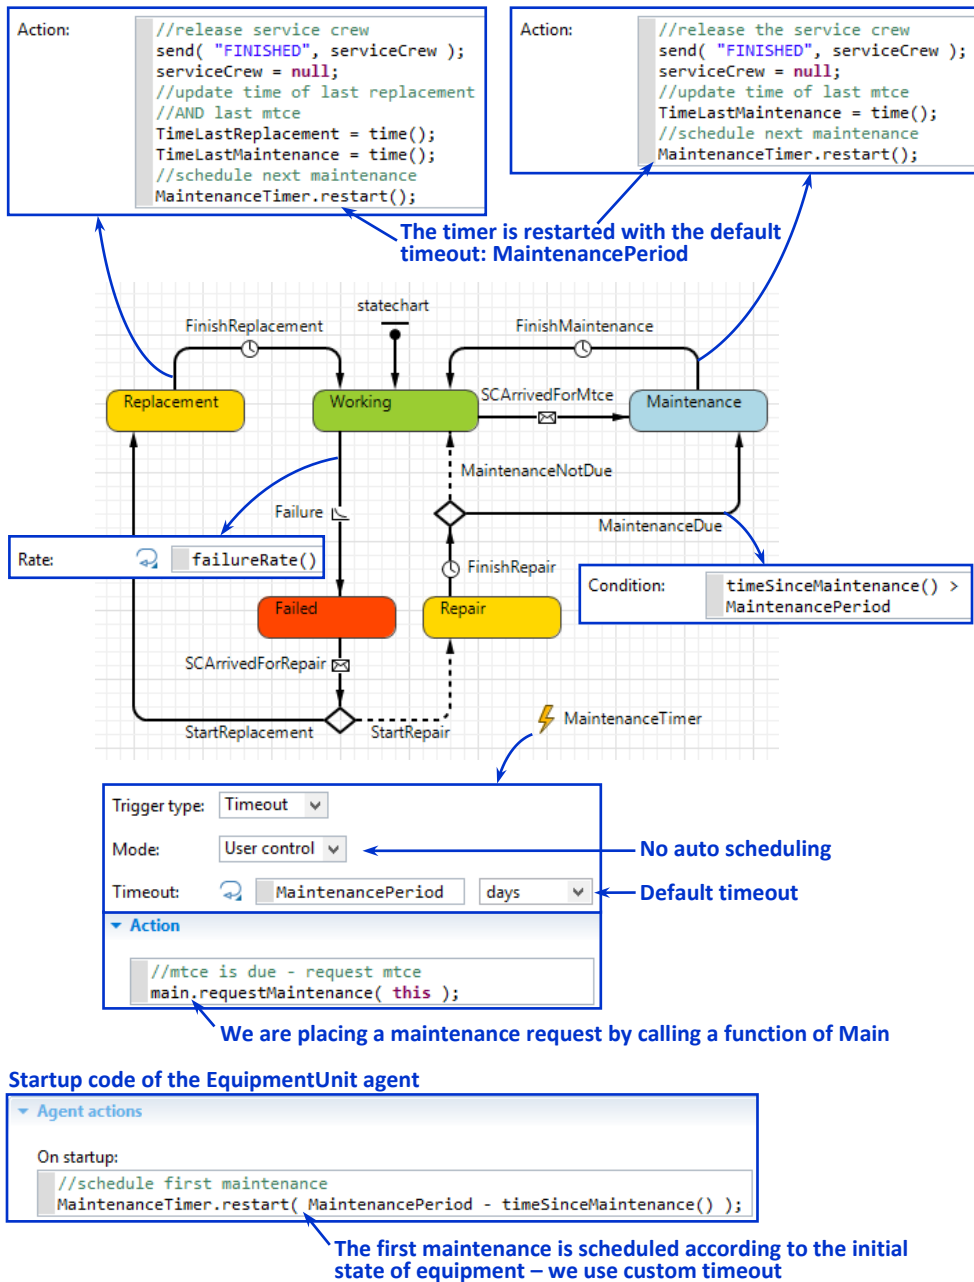 Action:
//release service crew
send( "FINISHED", serviceCrew );
serviceCrew = null;
//update time of last replacement
//AND last mtce
TimeLastReplacement = time();
TimeLastMaintenance = time();
//schedule next maintenance
MaintenanceTimer.restart();
Action:
//release the service crew
send( "FINISHED", serviceCrew );
serviceCrew = null;
//update time of last mtce
TimeLastMaintenance = time();
//schedule next maintenance
MaintenanceTimer.restart();
The timer is restarted with the default
timeout: MaintenancePeriod
statechart
FinishReplacement
FinishMaintenance
Replacement
Working
SCArrivedForMtce
Maintenance
MaintenanceNotDue
Failure
MaintenanceDue
Rate:
failureRate()
FinishRepair
Condition:
timeSinceMaintenance() >
MaintenancePeriod
Failed
Repair
SCArrivedForRepair
StartReplacement
StartRepair
MaintenanceTimer
Trigger type:
Timeout
Mode:
User control
No auto scheduling
Timeout:
MaintenancePeriod
days
Default timeout
Action
//mtce is due - request mtce
main.requestMaintenance( this );
We are placing a maintenance request by calling a function of Main
Startup code of the EquipmentUnit agent
Agent actions
On startup:
//schedule first maintenance
MaintenanceTimer.restart( MaintenancePeriod - timeSinceMaintenance() );
The first maintenance is scheduled according to the initial
state of equipment – we use custom timeout